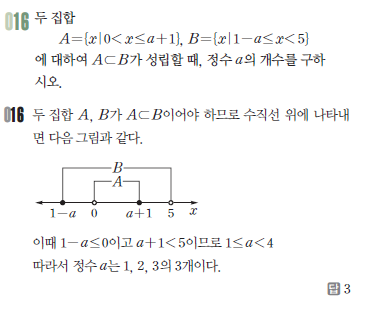 016 두 집합
A={x|0<x≤a+1}, B={x|1-a≤x<5}
에 대하여 A⊂B가 성립할 때, 정수 a의 개수를 구하
시오.
016 두 집합 A, B가 A⊂B이어야 하므로 수직선 위에 나타내
면 다음 그림과 같다.
B
A
1-a 0 a+1 5 x
이때 1-a≤0이고 a+1<5이므로 1≤a<4
따라서 정수 a는 1, 2, 3의 3개이다.
답 3